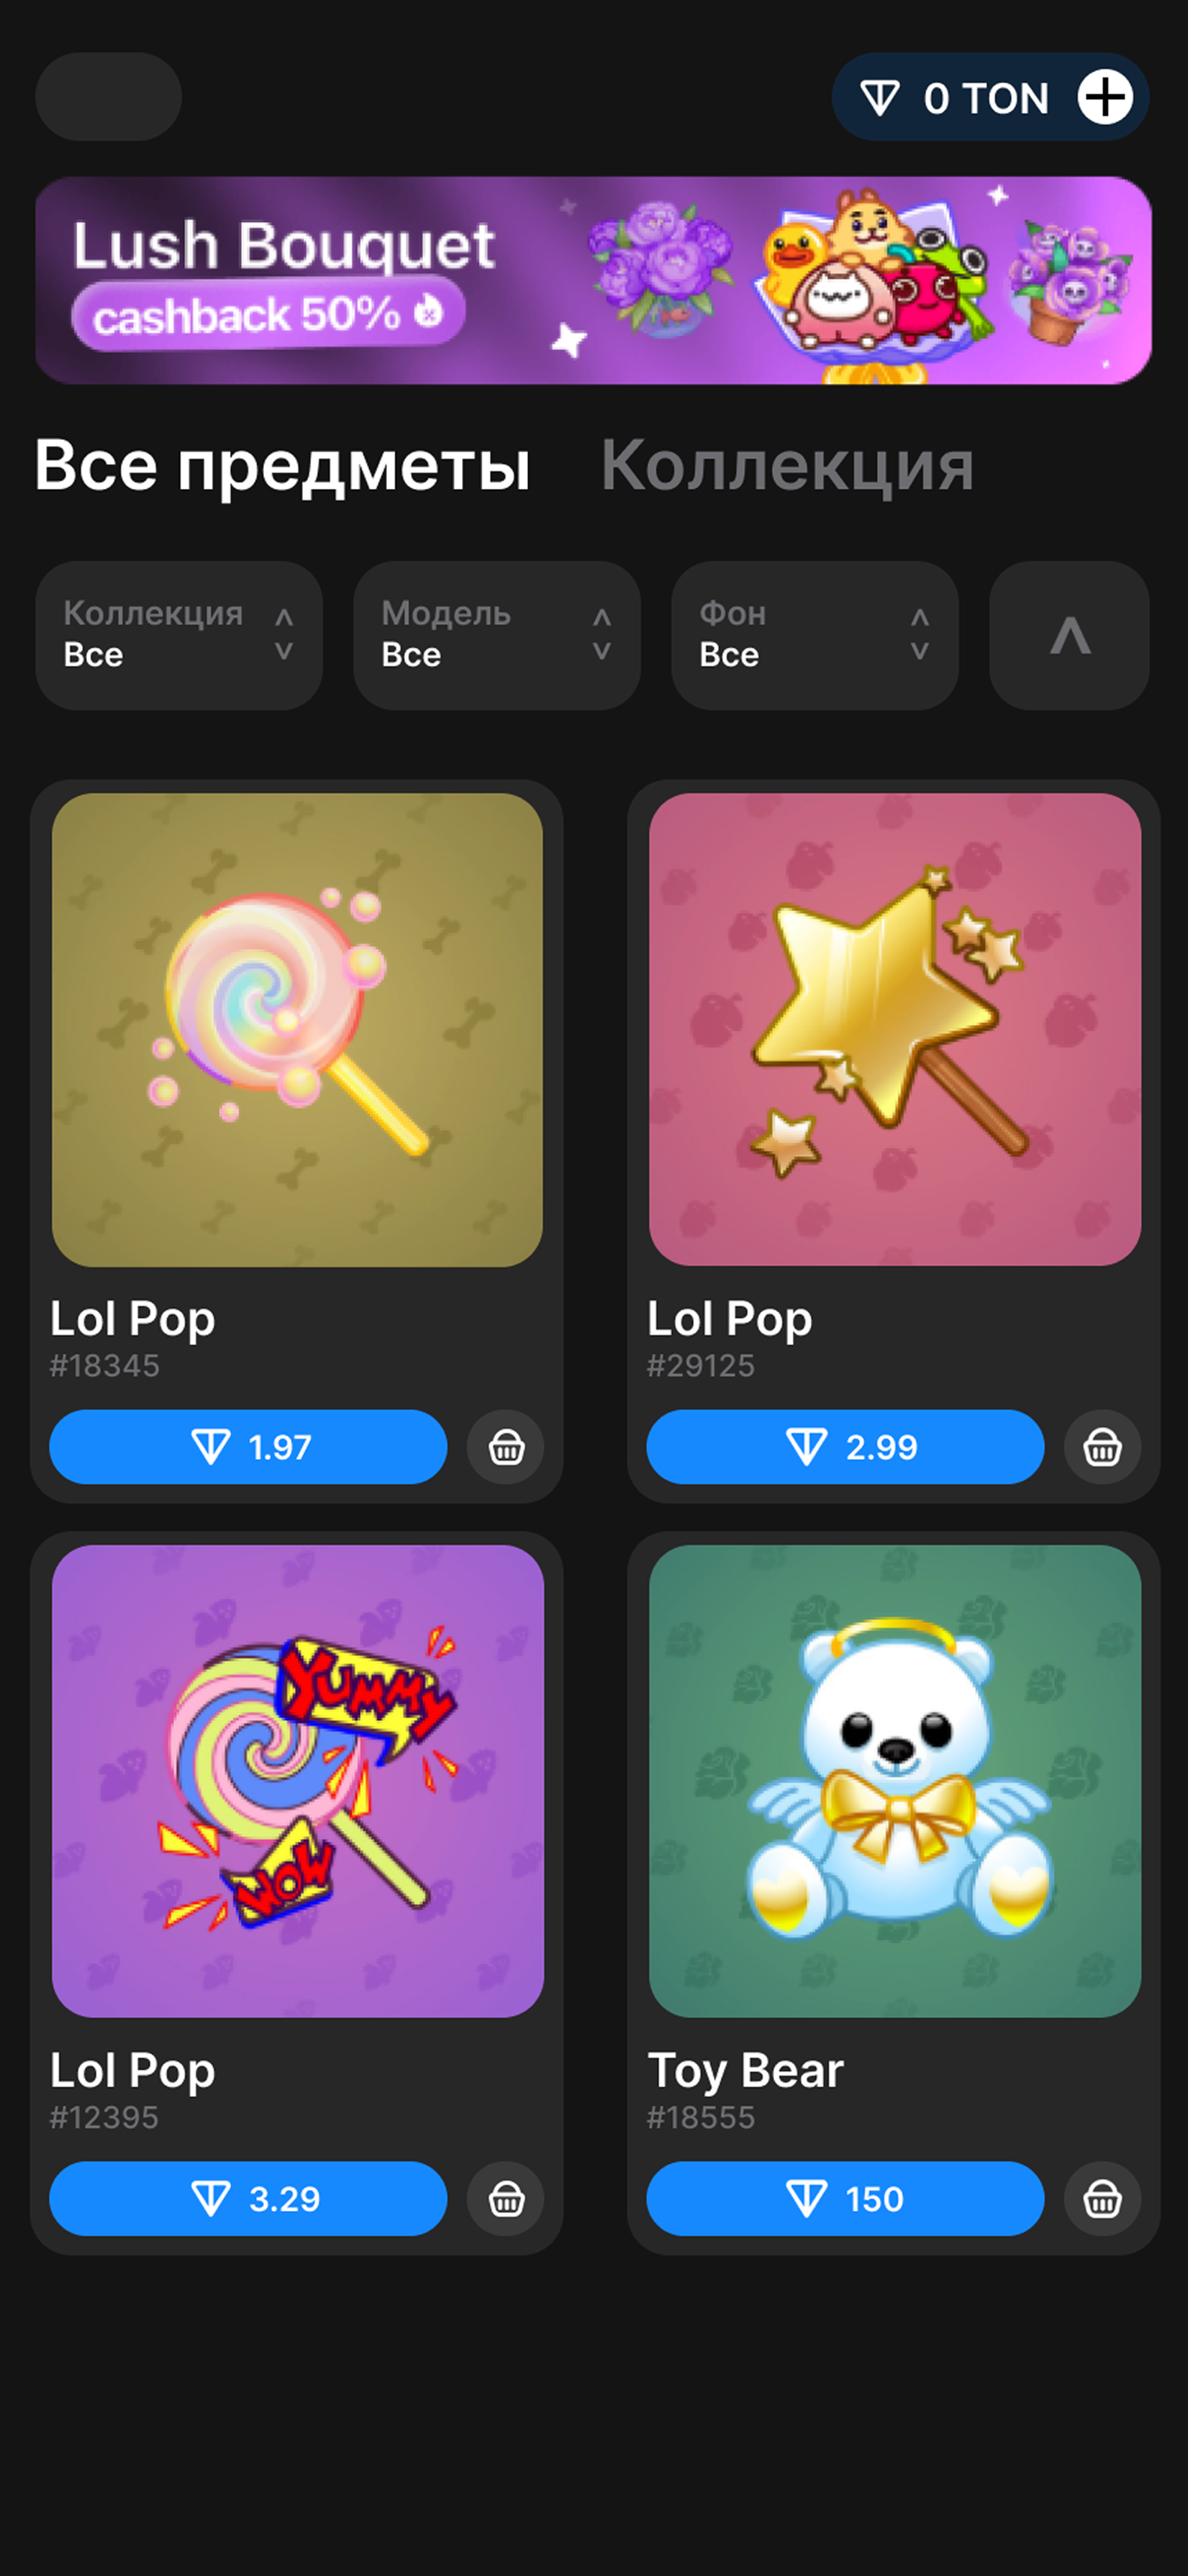 0 TON
Lush Bouquet
cashback 50%
Все предметы Коллекция
Коллекция
Все
Модель
Все
Фон
Все
Lol Pop
#18345
1.97
Lol Pop
#29125
2.99
YUMMY
WOW
Lol Pop
#12395
3.29
Toy Bear
#18555
150